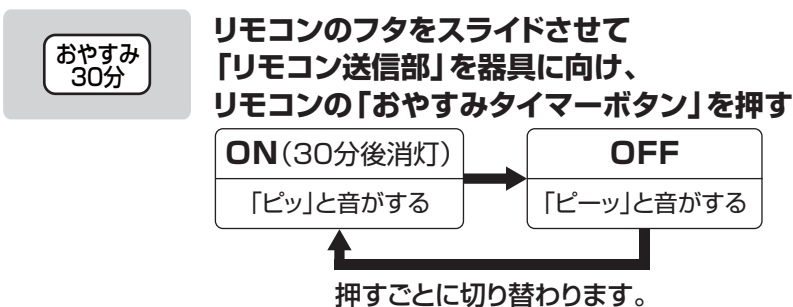 おやすみ
30分
リモコンのフタをスライドさせて
「リモコン送信部」を器具に向け、
リモコンの「おやすみタイマーボタン」を押す
ON(30分後消灯)
「ピッ」と音がする
OFF
「ピーッ」と音がする
押すごとに切り替わります。